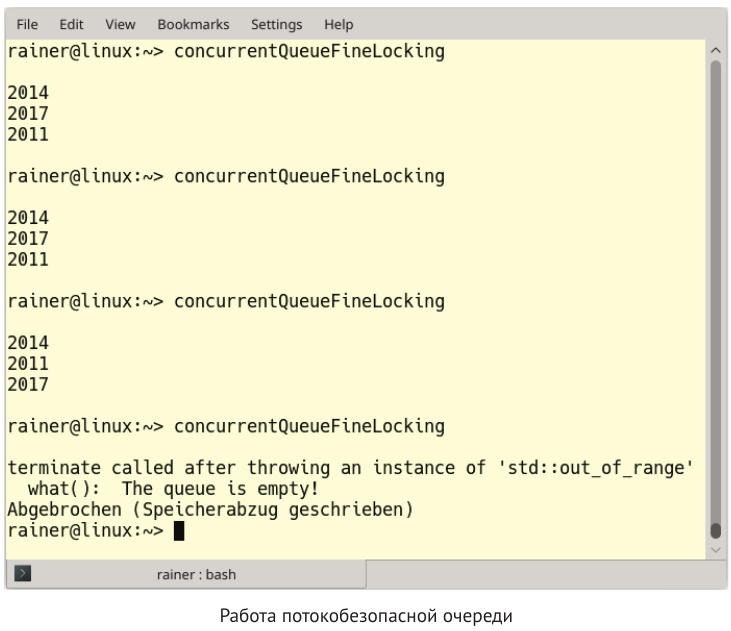 File Edit View Bookmarks Settings Help
rainer@linux:~> concurrentQueueFineLocking
2014
2017
2011
rainer@linux:~> concurrentQueueFineLocking
2014
2017
2011
rainer@linux:~> concurrentQueueFineLocking
2014
2011
2017
rainer@linux:~> concurrentQueueFineLocking
terminate called after throwing an instance of 'std::out_of_range'
  what():  The queue is empty!
Abgebrochen (Speicherabzug geschrieben)
rainer@linux:~>
rainer : bash
Работа потокобезопасной очереди